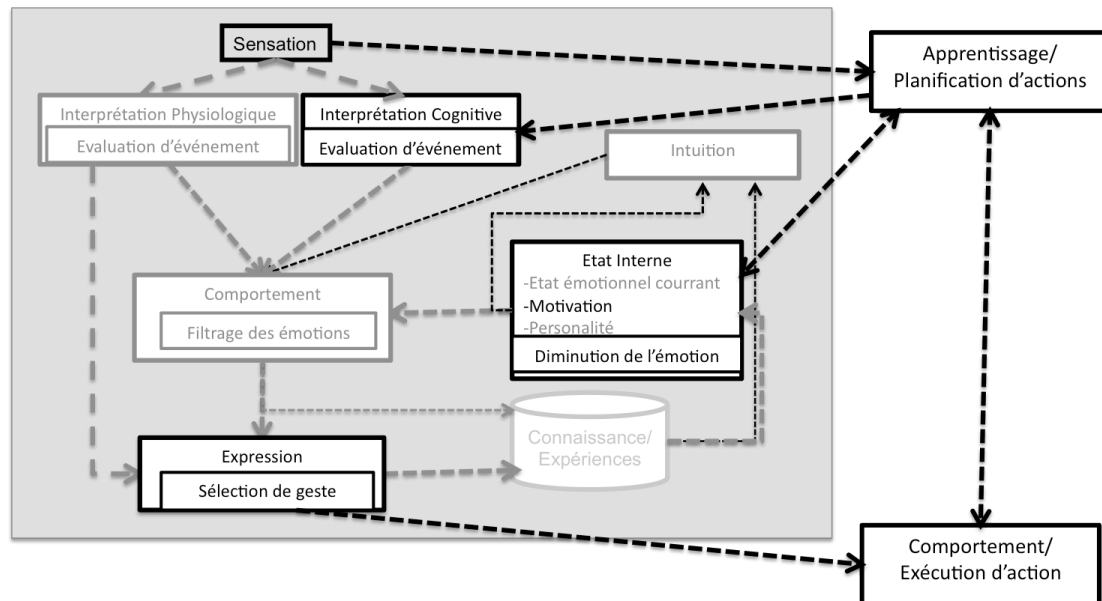 Sensation
Apprentissage/
Planification d'actions
Interprétation Physiologique
Evaluation d'événement
Interprétation Cognitive
Evaluation d'événement
Intuition
Etat Interne
-Etat émotionnel courrant
-Motivation
-Personalité
Diminution de l'émotion
Comportement
Filtrage des émotions
Connaissance/
Expériences
Expression
Sélection de geste
Comportement/
Exécution d'action